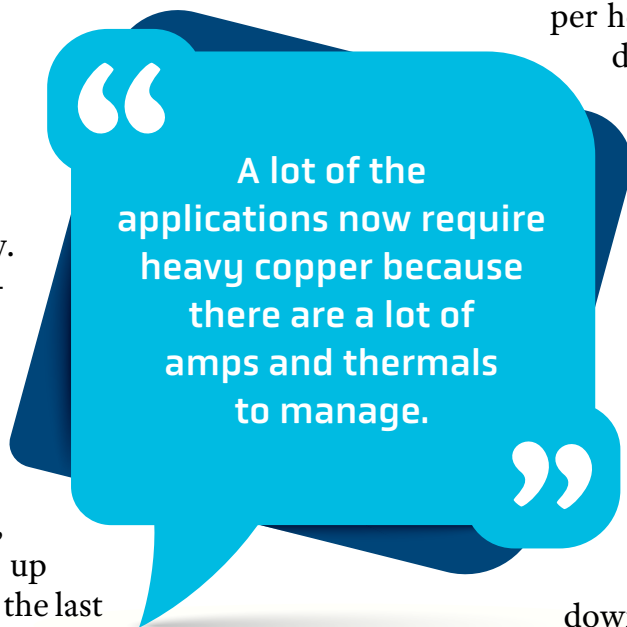 per h
d
“
A lot of the
applications now require
heavy copper because
there are a lot of
amps and thermals
to manage.
”
up
the last
dow